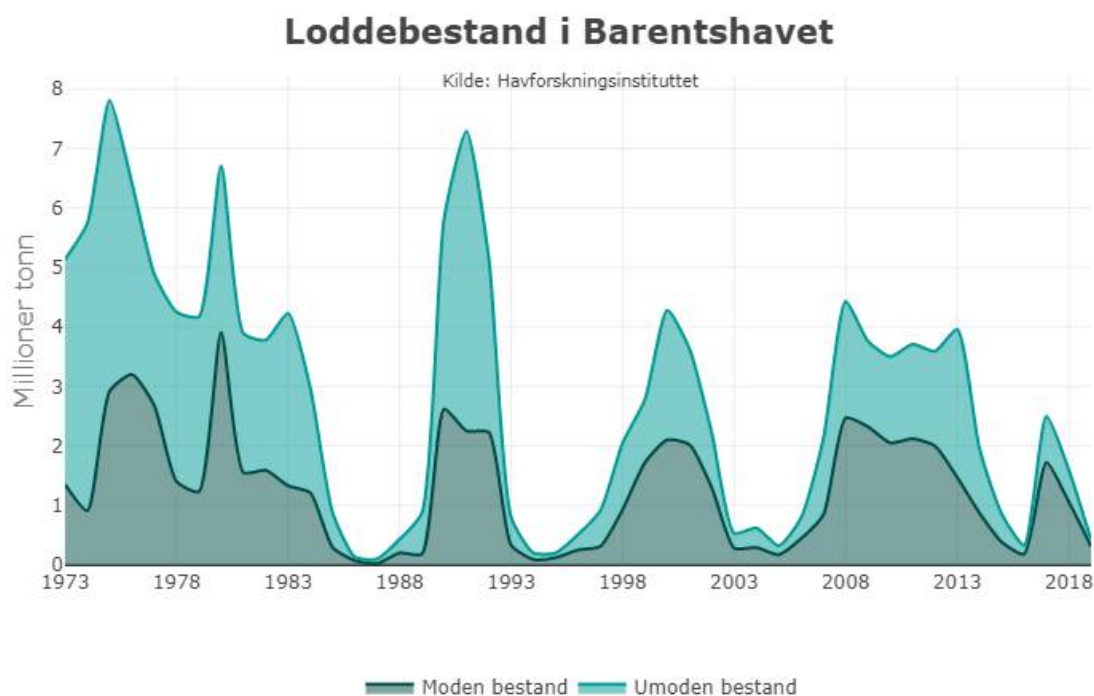 Loddebestand i Barentshavet
Kilde: Havforskningsinstituttet
Millioner tonn
8
7
6
5
4
3
2
1
0
1973 1978 1983 1988 1993 1998 2003 2008 2013 2018
Moden bestand Umoden bestand